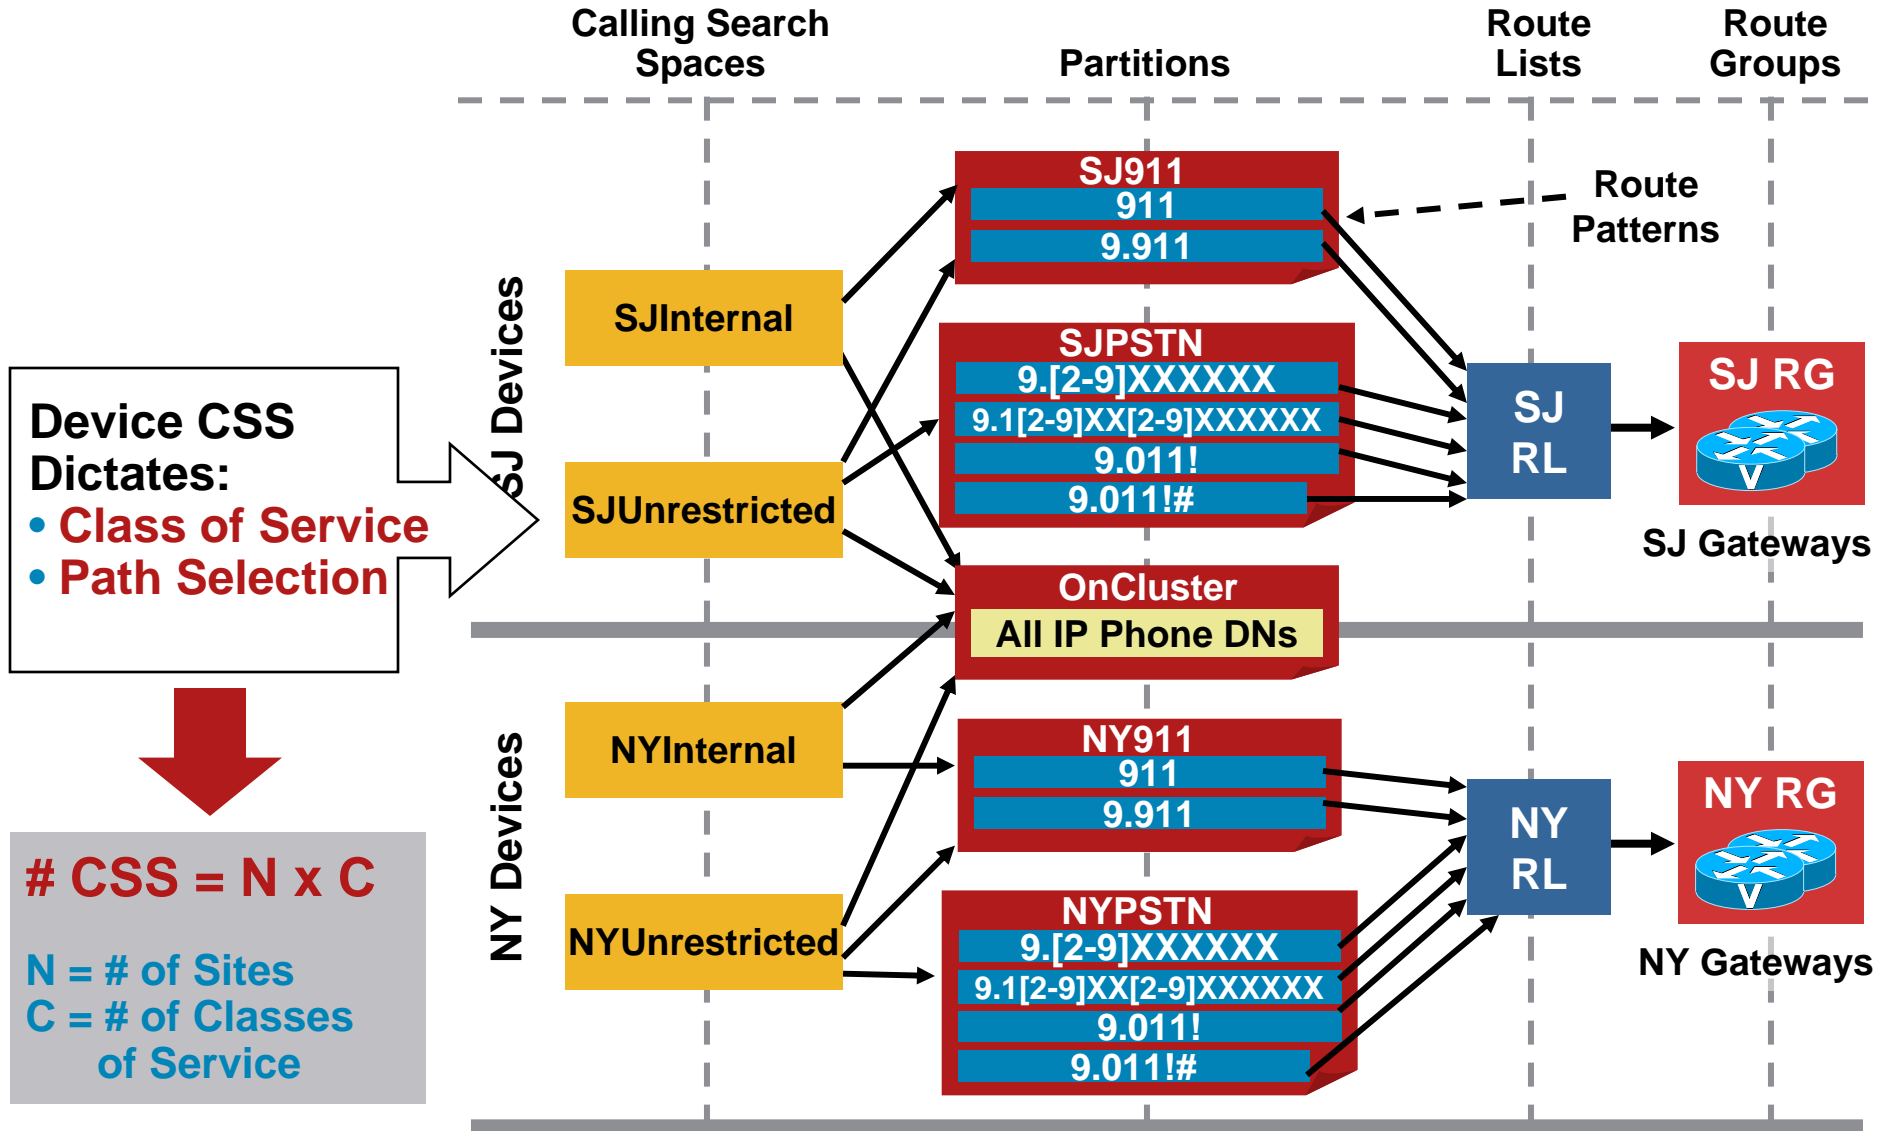 Calling Search
Spaces
Partitions
Route
Lists
Route
Groups
SJ911
911
9.911
Route
Patterns
SJ Devices
SJInternal
SJUnrestricted
SJPSTN
9.[2-9]XXXXXX
9.1[2-9]XX[2-9]XXXXXX
9.011!
9.011!#
SJ
RL
SJ RG
V
SJ Gateways
Device CSS
Dictates:
• Class of Service
• Path Selection
OnCluster
All IP Phone DNs
NY Devices
NYInternal
NYUnrestricted
NY911
911
9.911
NYPSTN
9.[2-9]XXXXXX
9.1[2-9]XX[2-9]XXXXXX
9.011!
9.011!#
NY
RL
NY RG
V
NY Gateways
# CSS = N x C
N = # of Sites
C = # of Classes
of Service